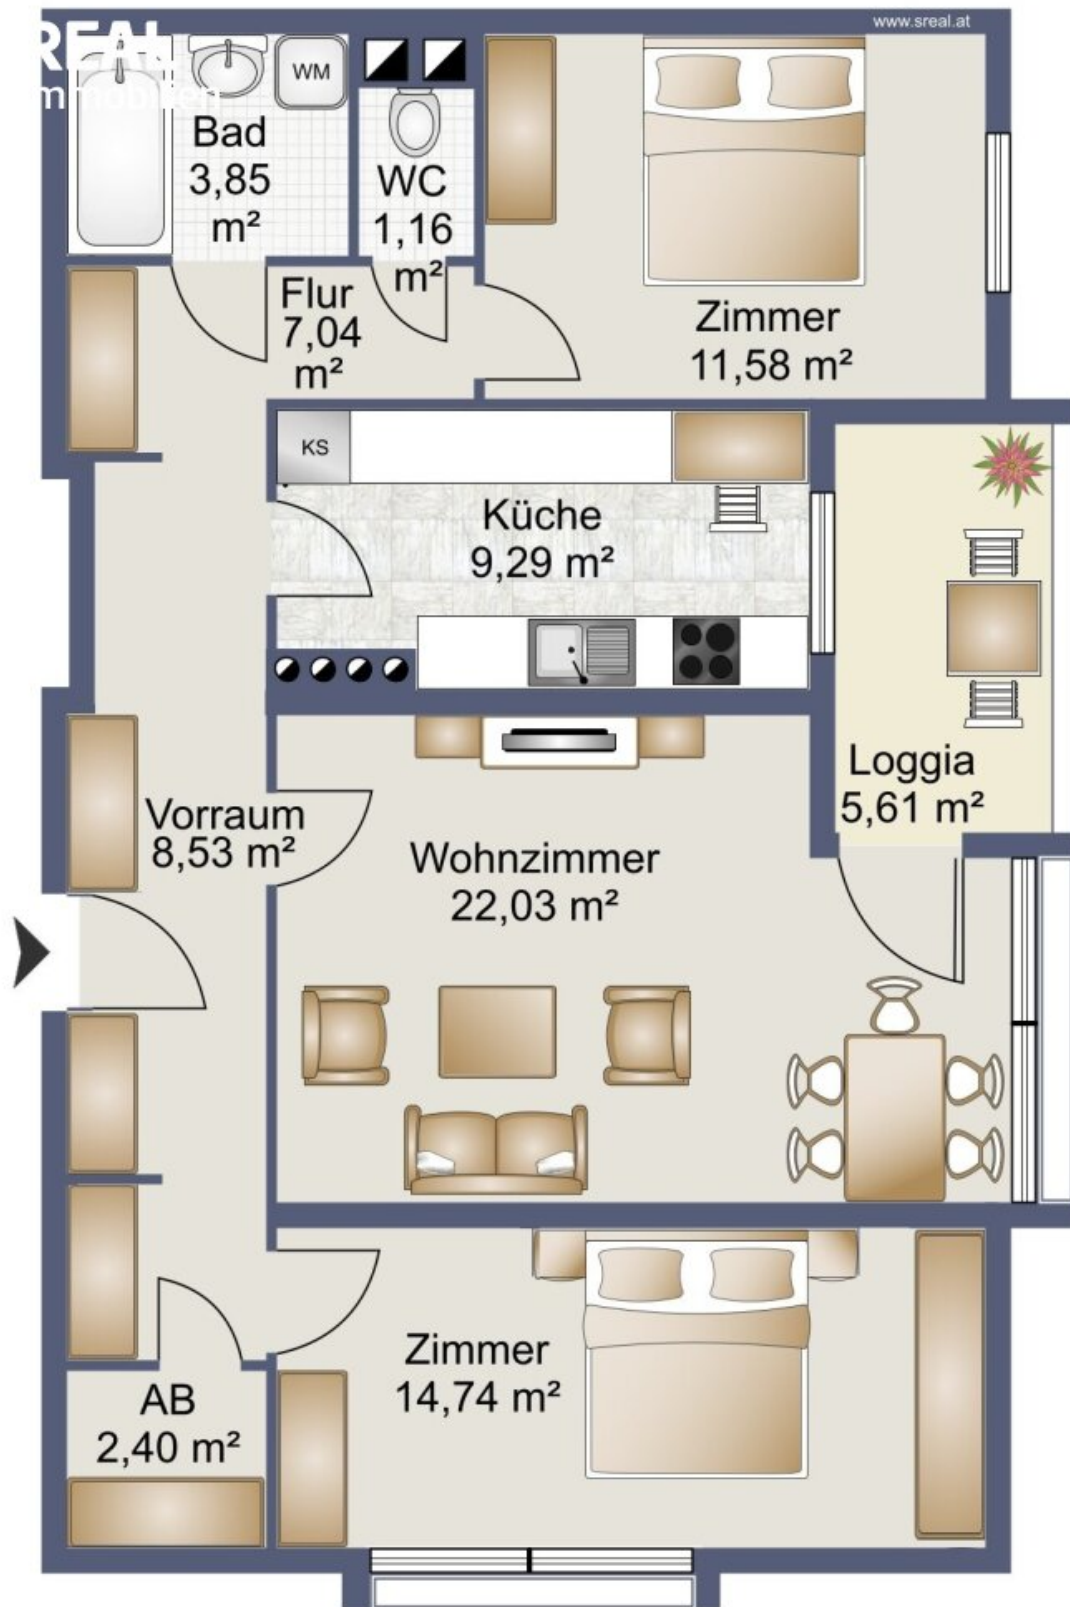 www.sreal.at
SREAL
Immobilien
WM
Bad
3,85
m²
WC
1,16
m²
Flur
7,04
m²
Zimmer
11,58 m²
KS
Küche
9,29 m²
Loggia
5,61 m²
Vorraum
8,53 m²
Wohnzimmer
22,03 m²
Zimmer
14,74 m²
AB
2,40 m²